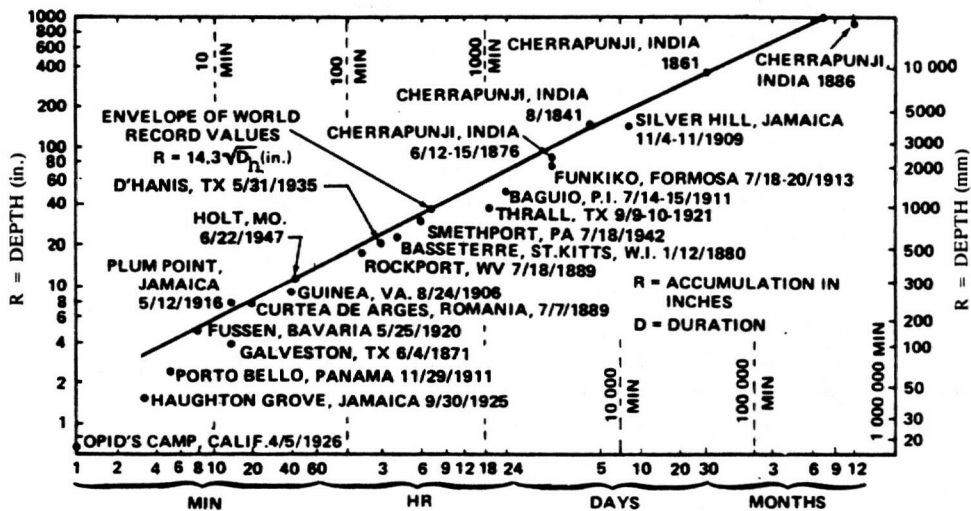 1000
800
600
400
200
100
80
60
40
20
10
8
6
4
2
1
R = DEPTH (in.)
10 MIN
100 MIN
1000 MIN
CHERRAPUNJI, INDIA
1861
CHERRAPUNJI,
INDIA 1886
CHERRAPUNJI, INDIA
8/1841
ENVELOPE OF WORLD
RECORD VALUES
R = 14.3√Dh (in.)
CHERRAPUNJI, INDIA
6/12-15/1876
SILVER HILL, JAMAICA
11/4-11/1909
FUNKIKO, FORMOSA 7/18-20/1913
D'HANIS, TX 5/31/1935
BAGUIO, P.I. 7/14-15/1911
THRALL, TX 9/9-10-1921
HOLT, MO.
6/22/1947
SMETHPORT, PA 7/18/1942
BASSETERRE, ST.KITTS, W.I. 1/12/1880
ROCKPORT, WV 7/18/1889
PLUM POINT,
JAMAICA
5/12/1916
GUINEA, VA. 8/24/1906
CURTEA DE ARGES, ROMANIA, 7/7/1889
R = ACCUMULATION IN
INCHES
D = DURATION
FUSSEN, BAVARIA 5/25/1920
GALVESTON, TX 6/4/1871
PORTO BELLO, PANAMA 11/29/1911
HAUGHTON GROVE, JAMAICA 9/30/1925
OPID'S CAMP, CALIF.4/5/1926
10 000 MIN
100 000 MIN
1 000 000 MIN
10 000
5000
4000
3000
2000
1000
500
400
300
200
100
50
40
30
20
R = DEPTH (mm)
1 2 4 6 8 10 20 40 60 3 6 9 12 18 24 5 10 20 30 3 6 9 12
MIN HR DAYS MONTHS